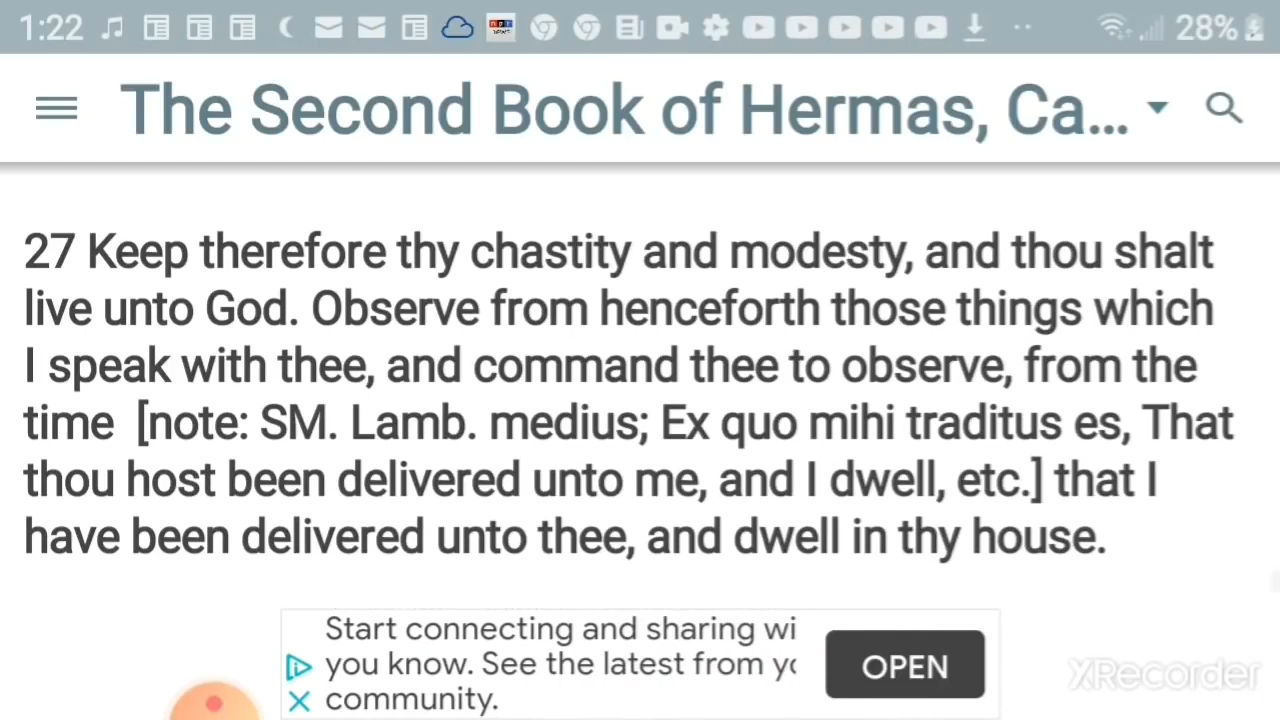 1:22 28%
The Second Book of Hermas, Ca...
27 Keep therefore thy chastity and modesty, and thou shalt
live unto God. Observe from henceforth those things which
I speak with thee, and command thee to observe, from the
time [note: SM. Lamb. medius; Ex quo mihi traditus es, That
thou host been delivered unto me, and I dwell, etc.] that I
have been delivered unto thee, and dwell in thy house.
Start connecting and sharing wi
you know. See the latest from yo
community.
OPEN
XRecorder